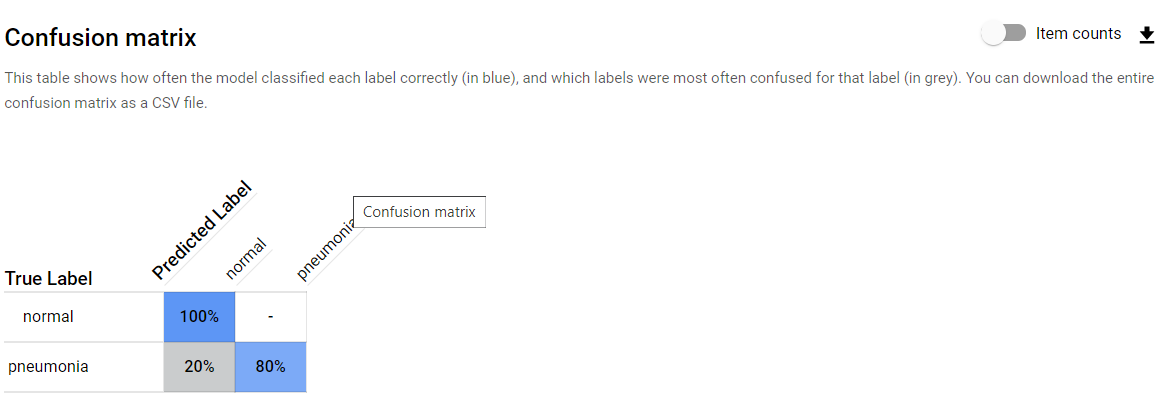 Confusion matrix
Item counts
This table shows how often the model classified each label correctly (in blue), and which labels were most often confused for that label (in grey). You can download the entire
confusion matrix as a CSV file.
Predicted Label
normal
pneumonia
Confusion matrix
True Label
normal 100% -
pneumonia 20% 80%